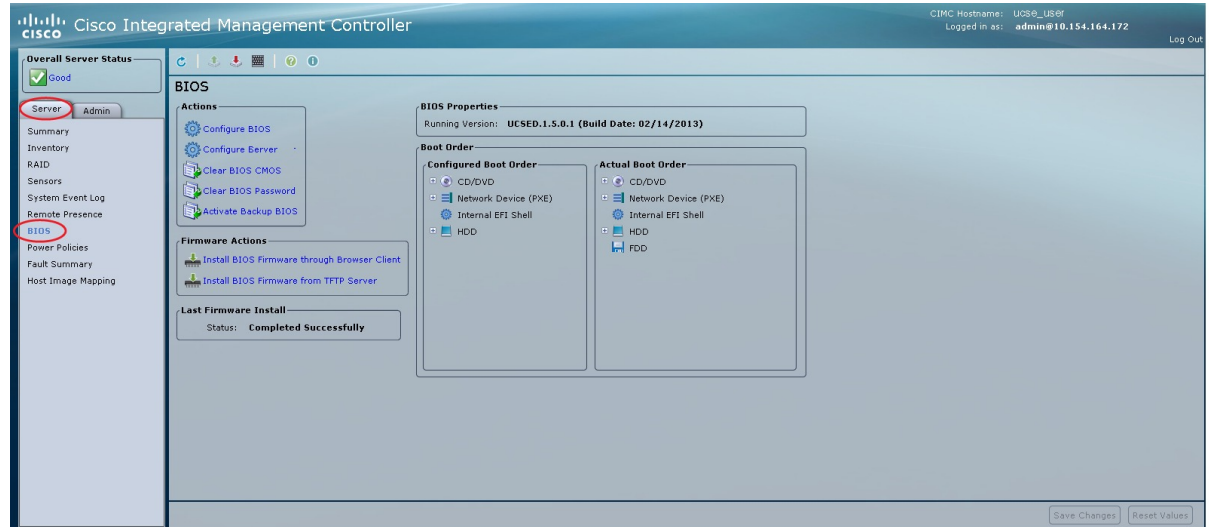 CISCO
Cisco Integrated Management Controller
CIMC Hostname: ucse_user
Logged in as: admin@10.154.164.172
Log Out
Overall Server Status
Good
Server
Admin
Summary
Inventory
RAID
Sensors
System Event Log
Remote Presence
BIOS
Power Policies
Fault Summary
Host Image Mapping
BIOS
Actions
Configure BIOS
Configure Server
Clear BIOS CMOS
Clear BIOS Password
Activate Backup BIOS
Firmware Actions
Install BIOS Firmware through Browser Client
Install BIOS Firmware from TFTP Server
Last Firmware Install
Status: Completed Successfully
BIOS Properties
Running Version: UCSED.1.5.0.1 (Build Date: 02/14/2013)
Boot Order
Configured Boot Order
CD/DVD
Network Device (PXE)
Internal EFI Shell
HDD
Actual Boot Order
CD/DVD
Network Device (PXE)
Internal EFI Shell
HDD
FDD
Save Changes
Reset Values